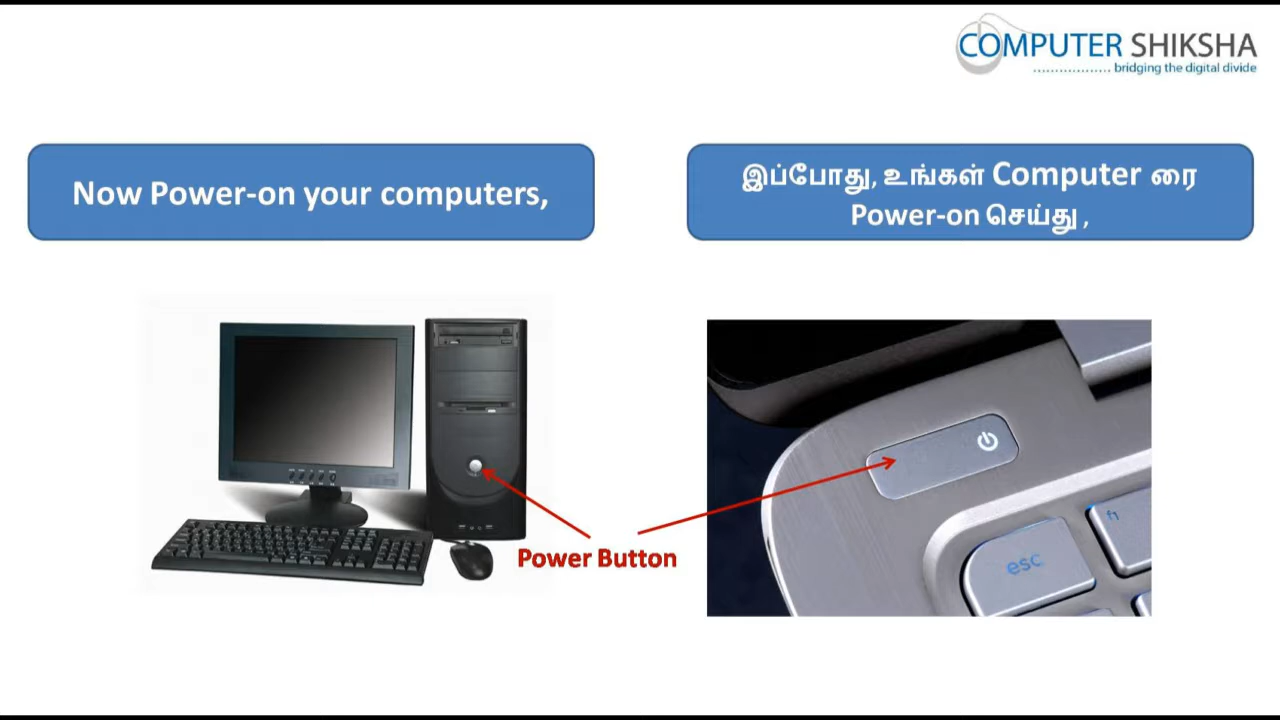 COMPUTER SHIKSHA
..................... bridging the digital divide
Now Power-on your computers,
இப்போது, உங்கள் Computer ரை
Power-on செய்து ,
Power Button
esc
f1